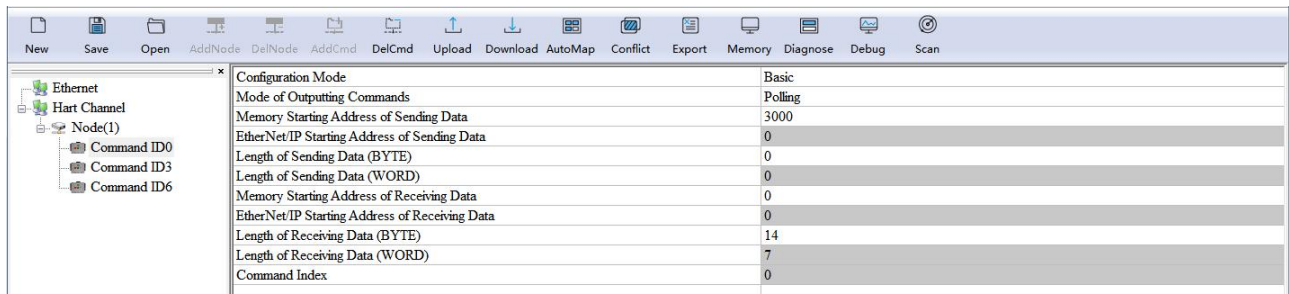 New Save Open AddNode DelNode AddCmd DelCmd Upload Download AutoMap Conflict Export Memory Diagnose Debug Scan
Ethernet
Hart Channel
Node(1)
Command ID0
Command ID3
Command ID6
Configuration Mode Basic
Mode of Outputting Commands Polling
Memory Starting Address of Sending Data 3000
EtherNet/IP Starting Address of Sending Data 0
Length of Sending Data (BYTE) 0
Length of Sending Data (WORD) 0
Memory Starting Address of Receiving Data 0
EtherNet/IP Starting Address of Receiving Data 0
Length of Receiving Data (BYTE) 14
Length of Receiving Data (WORD) 7
Command Index 0